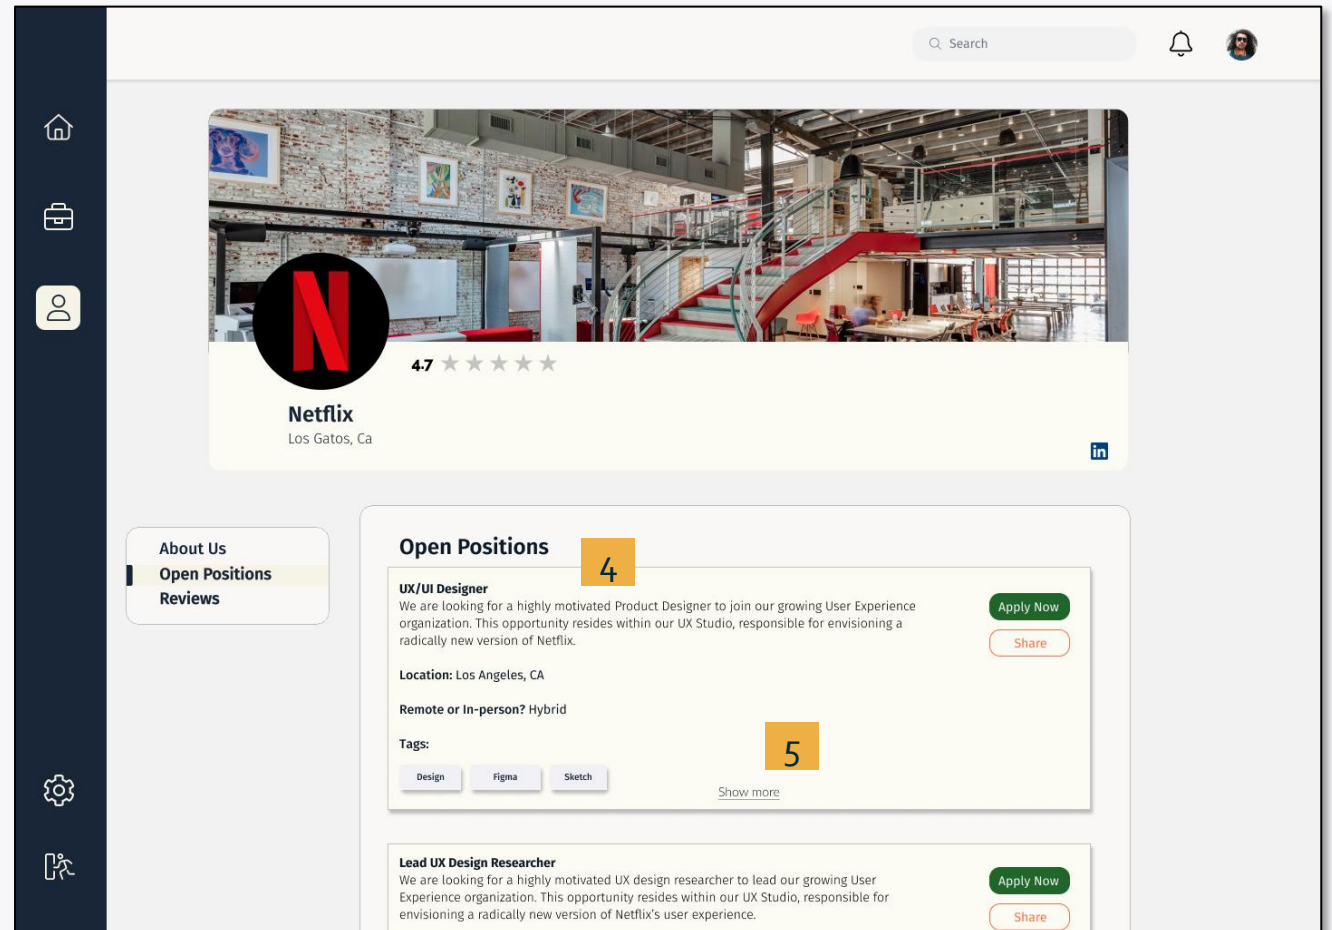 Search
N
4.7
Netflix
Los Gatos, Ca
in
About Us
Open Positions
Reviews
Open Positions
4
UX/UI Designer
We are looking for a highly motivated Product Designer to join our growing User Experience
organization. This opportunity resides within our UX Studio, responsible for envisioning a
radically new version of Netflix.
Apply Now
Share
Location: Los Angeles, CA
Remote or In-person? Hybrid
Tags:
5
Design Figma Sketch
Show more
Lead UX Design Researcher
We are looking for a highly motivated UX design researcher to lead our growing User
Experience organization. This opportunity resides within our UX Studio, responsible for
envisioning a radically new version of Netflix's user experience.
Apply Now
Share